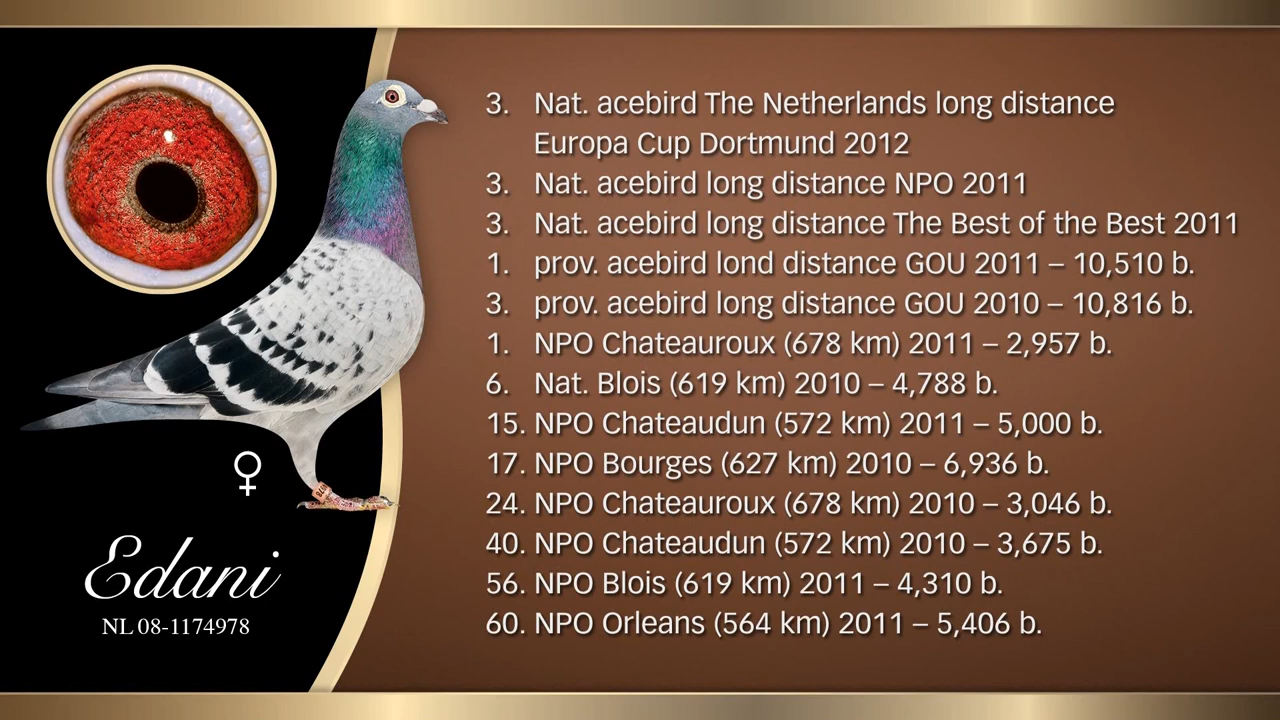 3. Nat. acebird The Netherlands long distance
Europa Cup Dortmund 2012
3. Nat. acebird long distance NPO 2011
3. Nat. acebird long distance The Best of the Best 2011
1. prov. acebird lond distance GOU 2011 – 10,510 b.
3. prov. acebird long distance GOU 2010 – 10,816 b.
1. NPO Chateauroux (678 km) 2011 – 2,957 b.
6. Nat. Blois (619 km) 2010 – 4,788 b.
15. NPO Chateaudun (572 km) 2011 – 5,000 b.
17. NPO Bourges (627 km) 2010 – 6,936 b.
24. NPO Chateauroux (678 km) 2010 – 3,046 b.
40. NPO Chateaudun (572 km) 2010 – 3,675 b.
56. NPO Blois (619 km) 2011 – 4,310 b.
60. NPO Orleans (564 km) 2011 – 5,406 b.
♀
Edani
NL 08-1174978